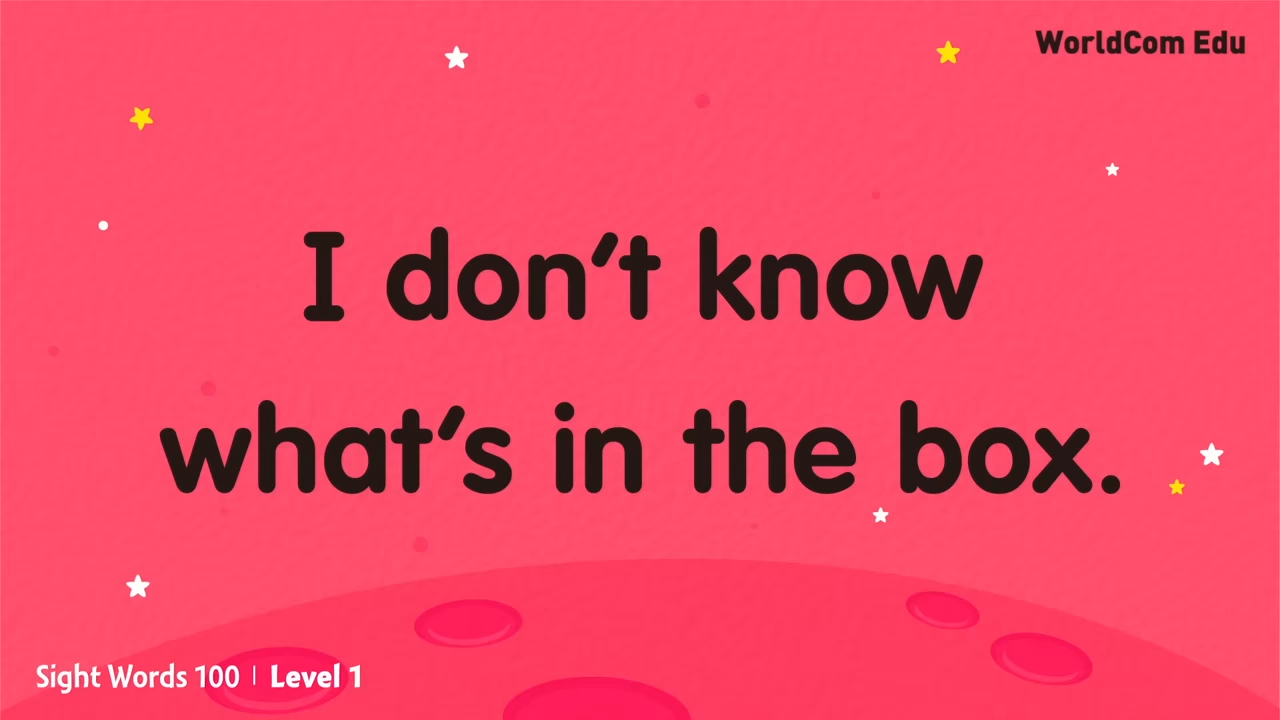 WorldCom Edu
I don't know
what's in the box.
Sight Words 100 | Level 1